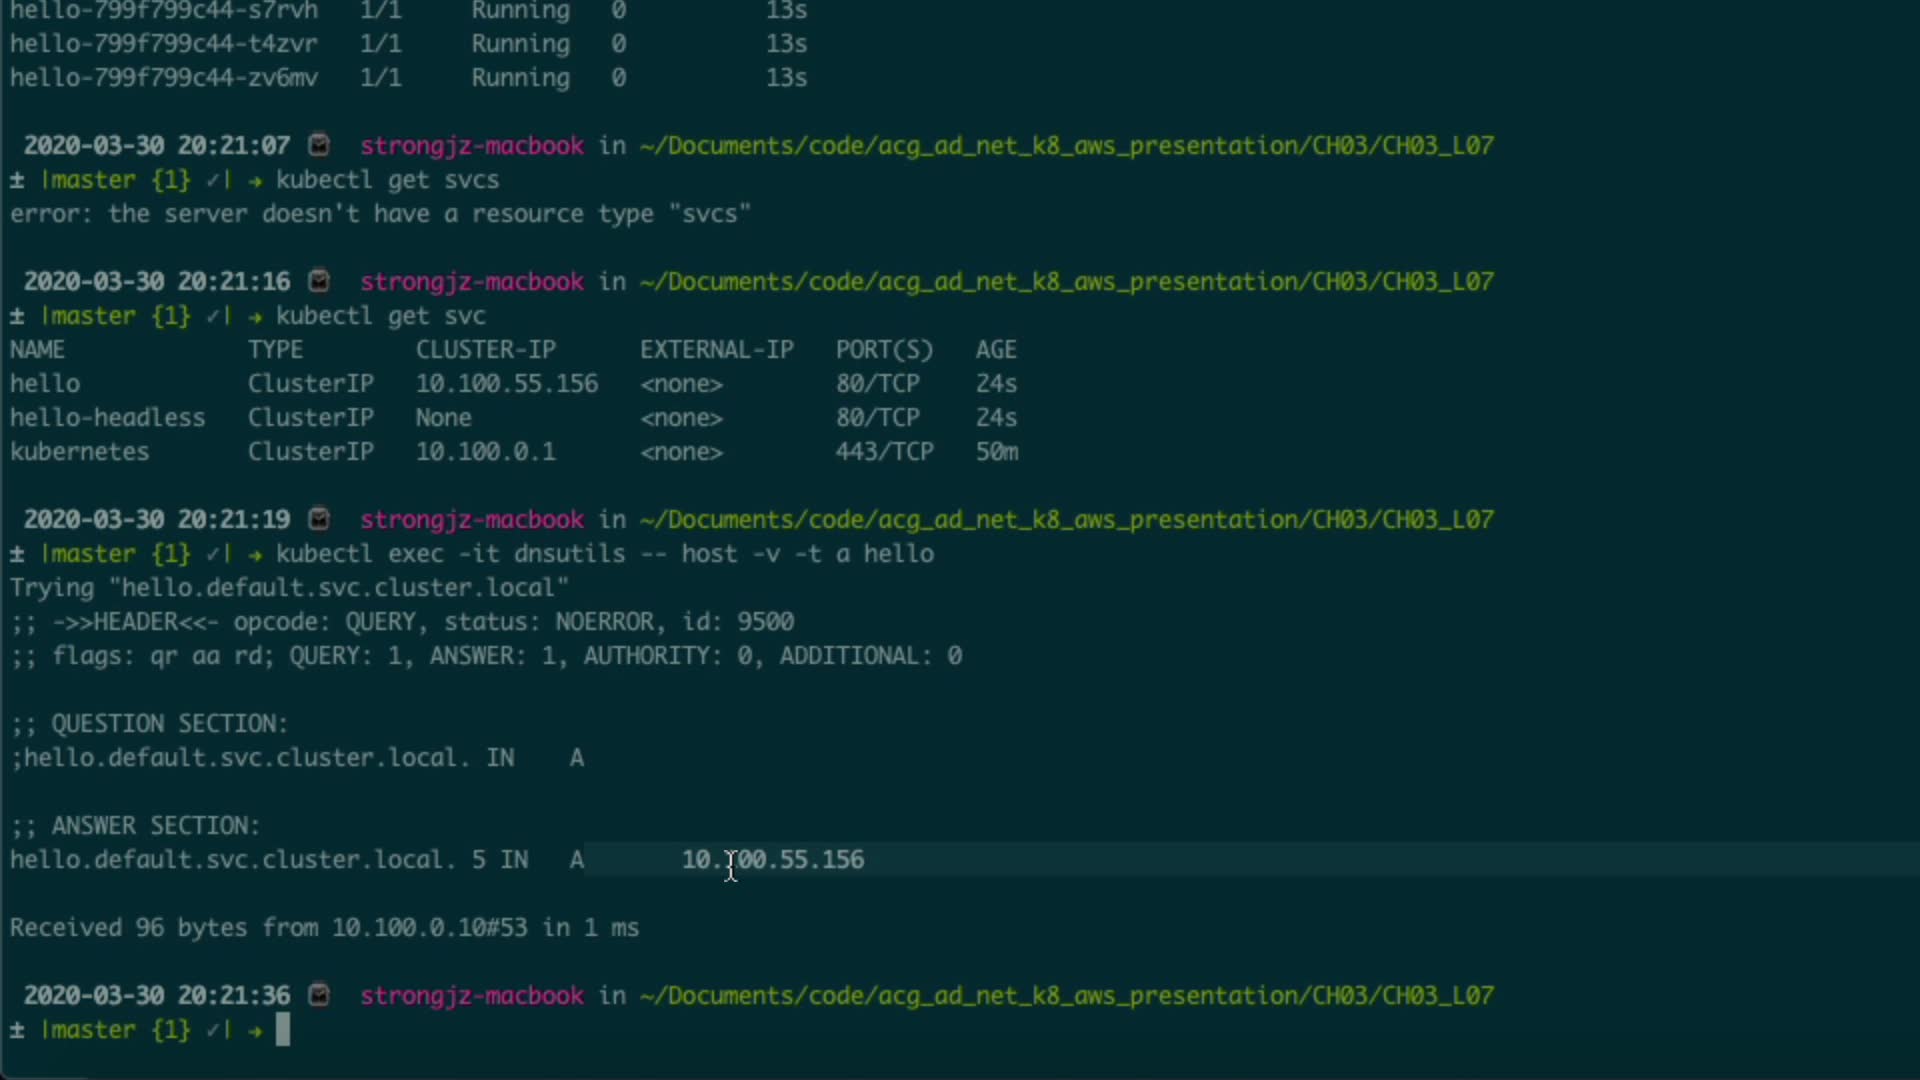 hello-799f799c44-s7rvh 1/1 Running 0 13s
hello-799f799c44-t4zvr 1/1 Running 0 13s
hello-799f799c44-zv6mv 1/1 Running 0 13s
2020-03-30 20:21:07 strongjz-macbook in ~/Documents/code/acg_ad_net_k8_aws_presentation/CH03/CH03_L07
± |master {1} ✓| → kubectl get svcs
error: the server doesn't have a resource type "svcs"
2020-03-30 20:21:16 strongjz-macbook in ~/Documents/code/acg_ad_net_k8_aws_presentation/CH03/CH03_L07
± |master {1} ✓| → kubectl get svc
NAME TYPE CLUSTER-IP EXTERNAL-IP PORT(S) AGE
hello ClusterIP 10.100.55.156 <none> 80/TCP 24s
hello-headless ClusterIP None <none> 80/TCP 24s
kubernetes ClusterIP 10.100.0.1 <none> 443/TCP 50m
2020-03-30 20:21:19 strongjz-macbook in ~/Documents/code/acg_ad_net_k8_aws_presentation/CH03/CH03_L07
± |master {1} ✓| → kubectl exec -it dnsutils -- host -v -t a hello
Trying "hello.default.svc.cluster.local"
;; ->>HEADER<<- opcode: QUERY, status: NOERROR, id: 9500
;; flags: qr aa rd; QUERY: 1, ANSWER: 1, AUTHORITY: 0, ADDITIONAL: 0
;; QUESTION SECTION:
;hello.default.svc.cluster.local. IN A
;; ANSWER SECTION:
hello.default.svc.cluster.local. 5 IN A 10.100.55.156
Received 96 bytes from 10.100.0.10#53 in 1 ms
2020-03-30 20:21:36 strongjz-macbook in ~/Documents/code/acg_ad_net_k8_aws_presentation/CH03/CH03_L07
± |master {1} ✓| →